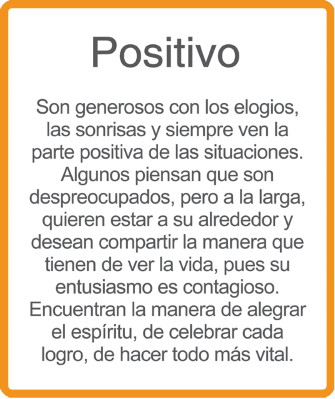 Positivo
Son generosos con los elogios,
las sonrisas y siempre ven la
parte positiva de las situaciones.
Algunos piensan que son
despreocupados, pero a la larga,
quieren estar a su alrededor y
desean compartir la manera que
tienen de ver la vida, pues su
entusiasmo es contagioso.
Encuentran la manera de alegrar
el espíritu, de celebrar cada
logro, de hacer todo más vital.